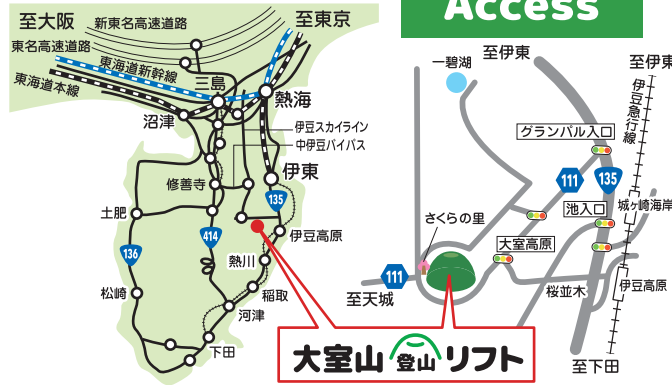 Access
至大阪
新東名高速道路
至東京
東名高速道路
東海道新幹線
東海道本線
三島
熱海
沼津
伊豆スカイライン
中伊豆バイパス
修善寺
伊東
135
土肥
414
伊豆高原
136
熱川
松崎
稲取
河津
下田
一碧湖
至伊東
至伊東
伊豆急行線
グランパル入口
111
135
池入口
城ヶ崎海岸
さくらの里
大室高原
111
至天城
桜並木
伊豆高原
至下田
大室山 登山 リフト